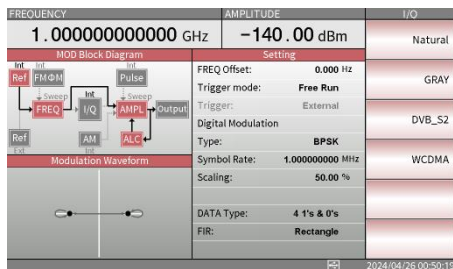 FREQUENCY AMPLITUDE I/Q
1.000000000000 GHz −140.00 dBm Natural
MOD Block Diagram Setting
Int Int Int
Ref FMΦM Pulse
Sweep Int Sweep
FREQ I/Q AMPL Output
Ref AM ALC
Ext Int
Modulation Waveform
FREQ Offset: 0.000 Hz
Trigger mode: Free Run
Trigger: External
Digital Modulation
Type: BPSK
Symbol Rate: 1.000000000 MHz
Scaling: 50.00 %
DATA Type: 4 1's & 0's
FIR: Rectangle
GRAY
DVB_S2
WCDMA
2024/04/26 00:50:19